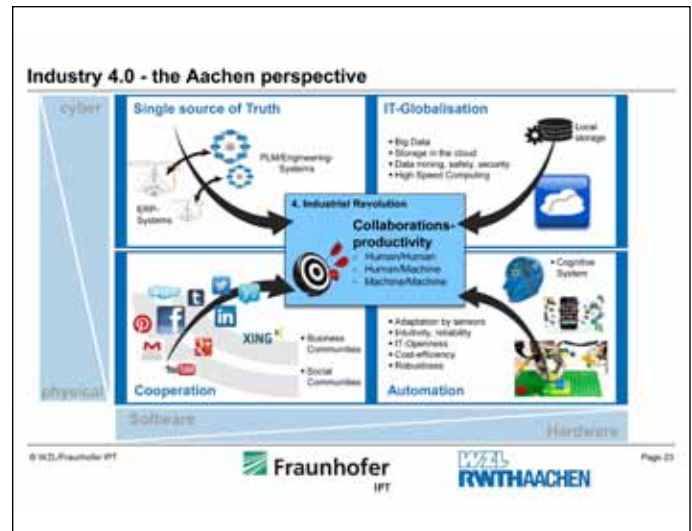 Industry 4.0 - the Aachen perspective
cyber
Single source of Truth
PLM/Engineering-
Systems
ERP-
Systems
IT-Globalisation
• Big Data
• Storage in the cloud
• Data mining, safety, security
• High Speed Computing
Local
storage
4. Industrial Revolution
Collaborations-
productivity
- Human/Human
- Human/Machine
- Machine/Machine
XING
in
t
f
You
• Business
Communities
• Social
Communities
Cooperation
• Cognitive
System
• Adaptation by sensors
• Intuitivity, reliability
• IT-Openness
• Cost-efficiency
• Robustness
Automation
physical
Software
Hardware
© WZL/Fraunhofer IPT
Fraunhofer
IPT
WZL
RWTHAACHEN
Page 23